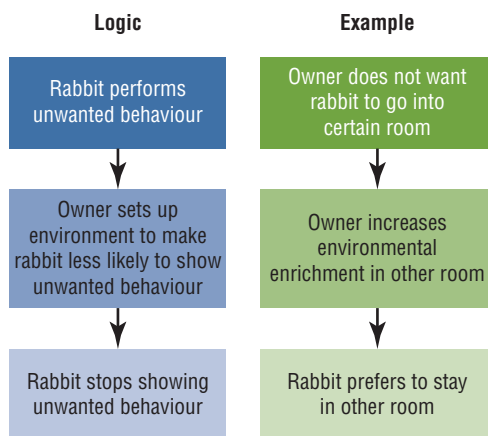 Logic
Rabbit performs
unwanted behaviour
Owner sets up
environment to make
rabbit less likely to show
unwanted behaviour
Rabbit stops showing
unwanted behaviour
Example
Owner does not want
rabbit to go into
certain room
Owner increases
environmental
enrichment in other room
Rabbit prefers to stay
in other room